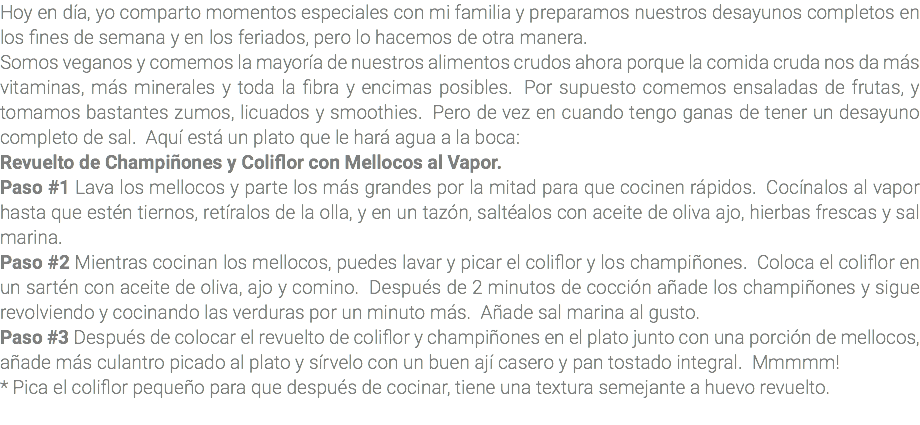 Hoy en día, yo comparto momentos especiales con mi familia y preparamos nuestros desayunos completos en
los fines de semana y en los feriados, pero lo hacemos de otra manera.
Somos veganos y comemos la mayoría de nuestros alimentos crudos ahora porque la comida cruda nos da más
vitaminas, más minerales y toda la fibra y encimas posibles.  Por supuesto comemos ensaladas de frutas, y
tomamos bastantes zumos, licuados y smoothies.  Pero de vez en cuando tengo ganas de tener un desayuno
completo de sal.  Aquí está un plato que le hará agua a la boca:
Revuelto de Champiñones y Coliflor con Mellocos al Vapor.
Paso #1 Lava los mellocos y parte los más grandes por la mitad para que cocinen rápidos.  Cocínalos al vapor
hasta que estén tiernos, retíralos de la olla, y en un tazón, saltéalos con aceite de oliva ajo, hierbas frescas y sal
marina.
Paso #2 Mientras cocinan los mellocos, puedes lavar y picar el coliflor y los champiñones.  Coloca el coliflor en
un sartén con aceite de oliva, ajo y comino.  Después de 2 minutos de cocción añade los champiñones y sigue
revolviendo y cocinando las verduras por un minuto más.  Añade sal marina al gusto.
Paso #3 Después de colocar el revuelto de coliflor y champiñones en el plato junto con una porción de mellocos,
añade más culantro picado al plato y sírvelo con un buen ají casero y pan tostado integral.  Mmmmm!
* Pica el coliflor pequeño para que después de cocinar, tiene una textura semejante a huevo revuelto.